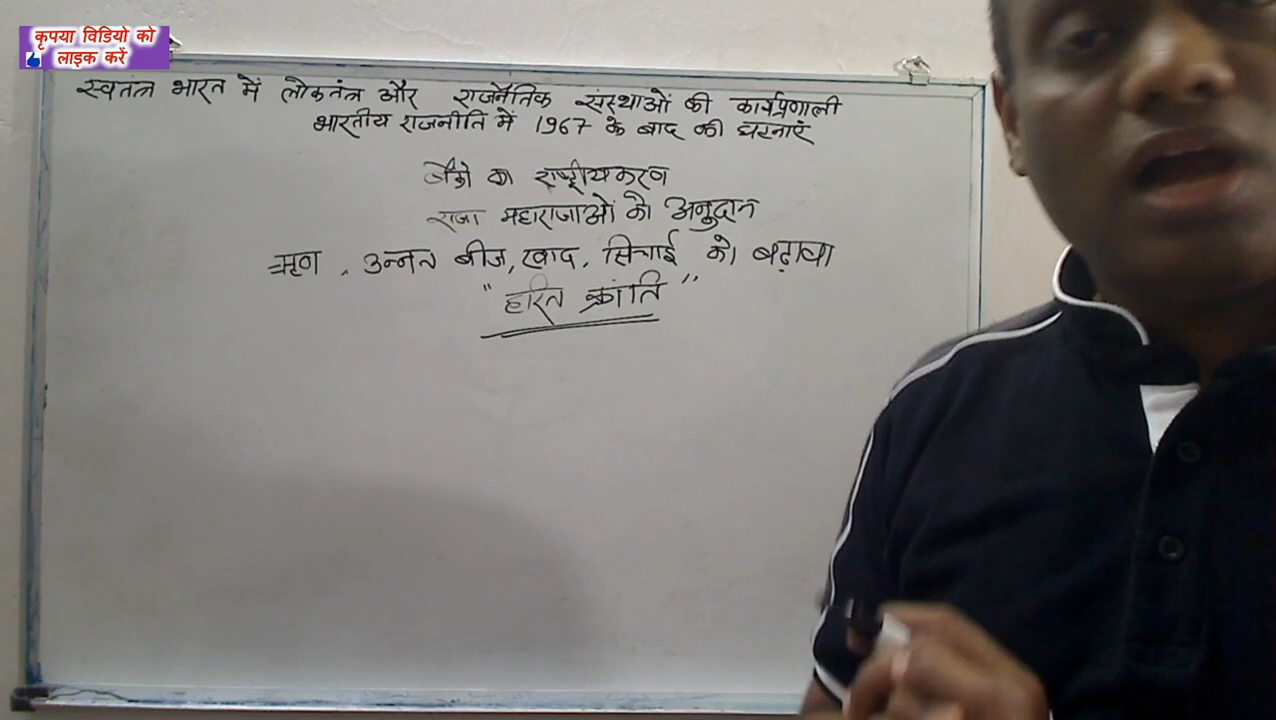 कृपया विडियो को
लाइक करें
स्वतंत्र भारत में लोकतंत्र और राजनैतिक संस्थाओं की कार्यप्रणाली
भारतीय राजनीति में 1967 के बाद की घटनाएं
बैंको का राष्ट्रीयकरण
राजा महाराजाओं को अनुदान
ऋण , उन्नत बीज, खाद, सिचाई को बढ़ावा
"हरित क्रांति"